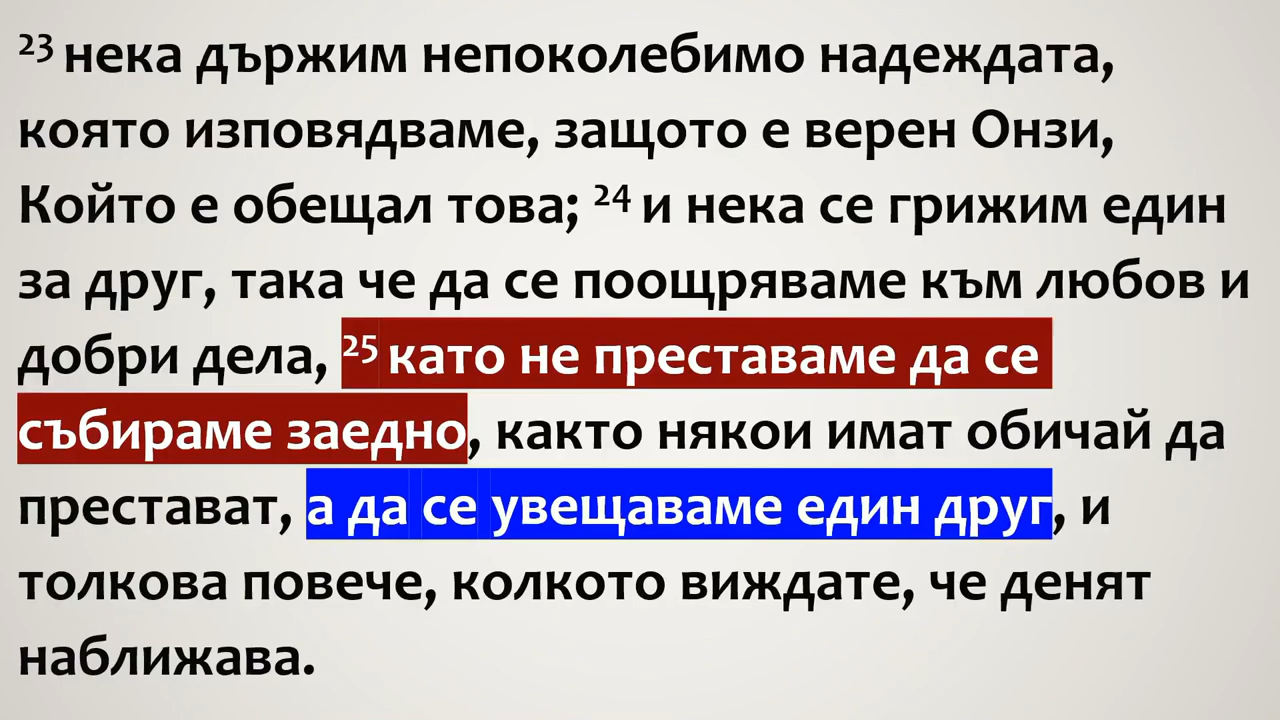 23 нека държим непоколебимо надеждата,
която изповядваме, защото е верен Онзи,
Който е обещал това; 24 и нека се грижим един
за друг, така че да се поощряваме към любов и
добри дела, 25 като не преставаме да се
събираме заедно, както някои имат обичай да
престават, а да се увещаваме един друг, и
толкова повече, колкото виждате, че денят
наближава.